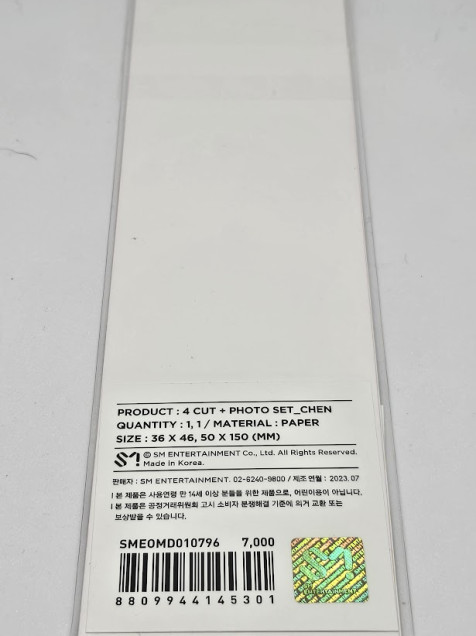 PRODUCT : 4 CUT + PHOTO SET_CHEN
QUANTITY : 1, 1 / MATERIAL : PAPER
SIZE : 36 X 46, 50 X 150 (MM)
SM © SM ENTERTAINMENT Co., Ltd. All Rights Reserved.
Made in Korea.
판매자 : SM ENTERTAINMENT. 02-6240-9800 / 제조 연월 : 2023.07
| 본 제품은 사용연령 만 14세 이상 분들을 위한 제품으로, 어린이용이 아닙니다.
| 본 제품은 공정거래위원회 고시 소비자 분쟁해결 기준에 의거 교환 또는
보상받을 수 있습니다.
SMEOMD010796 7,000
8809944145301
SM
ENTERTAINMENT